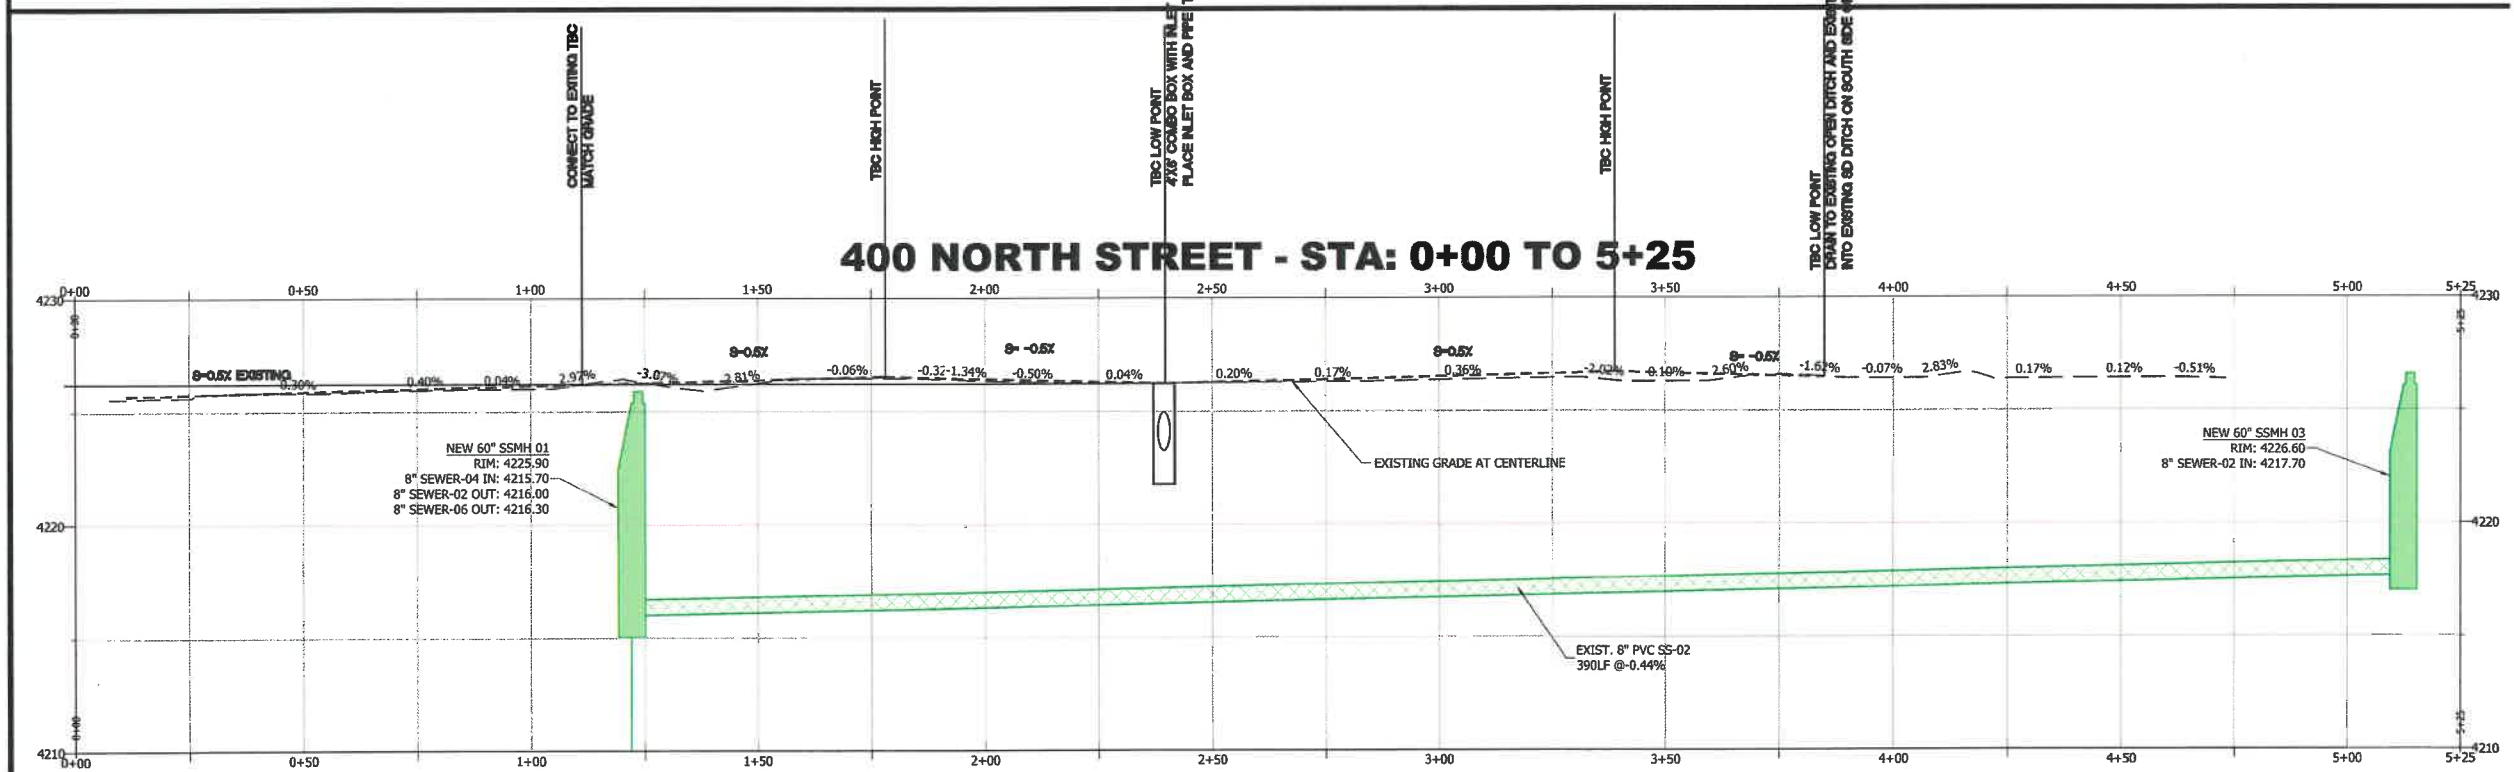 CONNECT TO EXITING TBC
MATCH GRADE
TBC HIGH POINT
TBC LOW POINT
4'X6' COMBO BOX WITH INLET
PLACE INLET BOX AND PIPE
TBC HIGH POINT
TBC LOW POINT
DRAIN TO EXISTING OPEN DITCH AND
INTO EXISTING SD DITCH ON SOUTH SIDE
400 NORTH STREET - STA: 0+00 TO 5+25
0+00 0+50 1+00 1+50 2+00 2+50 3+00 3+50 4+00 4+50 5+00 5+25
4230 4230
0+00 5+25
S=0.5% S= -0.5% S=0.5% S= -0.5%
S=0.5% EXISTING
0.30% 0.40% 0.04% 2.97% -3.07% 2.81% -0.06% -0.32 -1.34% -0.50% 0.04% 0.20% 0.17% 0.36% -2.02% -0.10% 2.60% -1.62% -0.07% 2.83% 0.17% 0.12% -0.51%
NEW 60" SSMH 01
RIM: 4225.90
8" SEWER-04 IN: 4215.70
8" SEWER-02 OUT: 4216.00
8" SEWER-06 OUT: 4216.30
EXISTING GRADE AT CENTERLINE
NEW 60" SSMH 03
RIM: 4226.60
8" SEWER-02 IN: 4217.70
4220 4220
EXIST. 8" PVC SS-02
390LF @-0.44%
0+00 5+25
4210 4210
0+00 0+50 1+00 1+50 2+00 2+50 3+00 3+50 4+00 4+50 5+00 5+25